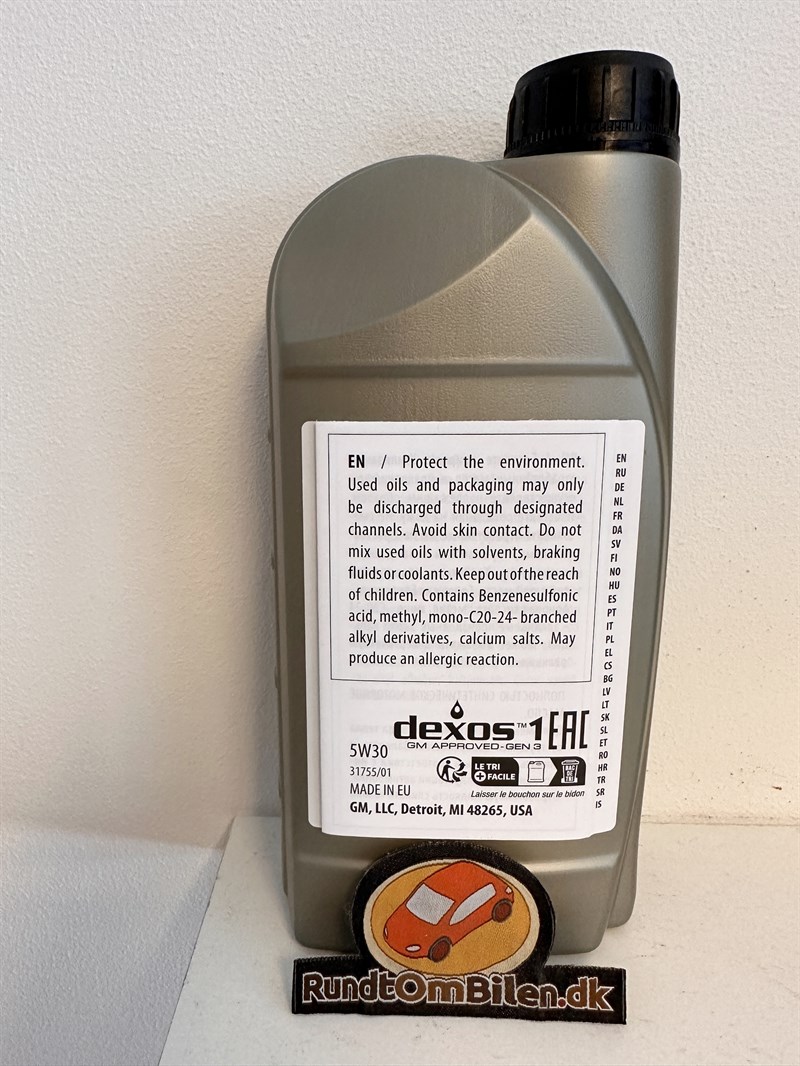 EN / Protect the environment.
Used oils and packaging may only
be discharged through designated
channels. Avoid skin contact. Do not
mix used oils with solvents, braking
fluids or coolants. Keep out of the reach
of children. Contains Benzenesulfonic
acid, methyl, mono-C20-24- branched
alkyl derivatives, calcium salts. May
produce an allergic reaction.
EN
RU
DE
NL
FR
DA
SV
FI
NO
HU
ES
PT
IT
PL
EL
CS
BG
LV
LT
SK
SL
ET
RO
HR
TR
SR
IS
dexos™1 EAC
GM APPROVED-GEN 3
5W30
31755/01
MADE IN EU
LE TRI
+ FACILE
BAC
DE
TRI
Laisser le bouchon sur le bidon
GM, LLC, Detroit, MI 48265, USA
RundtOmBilen.dk